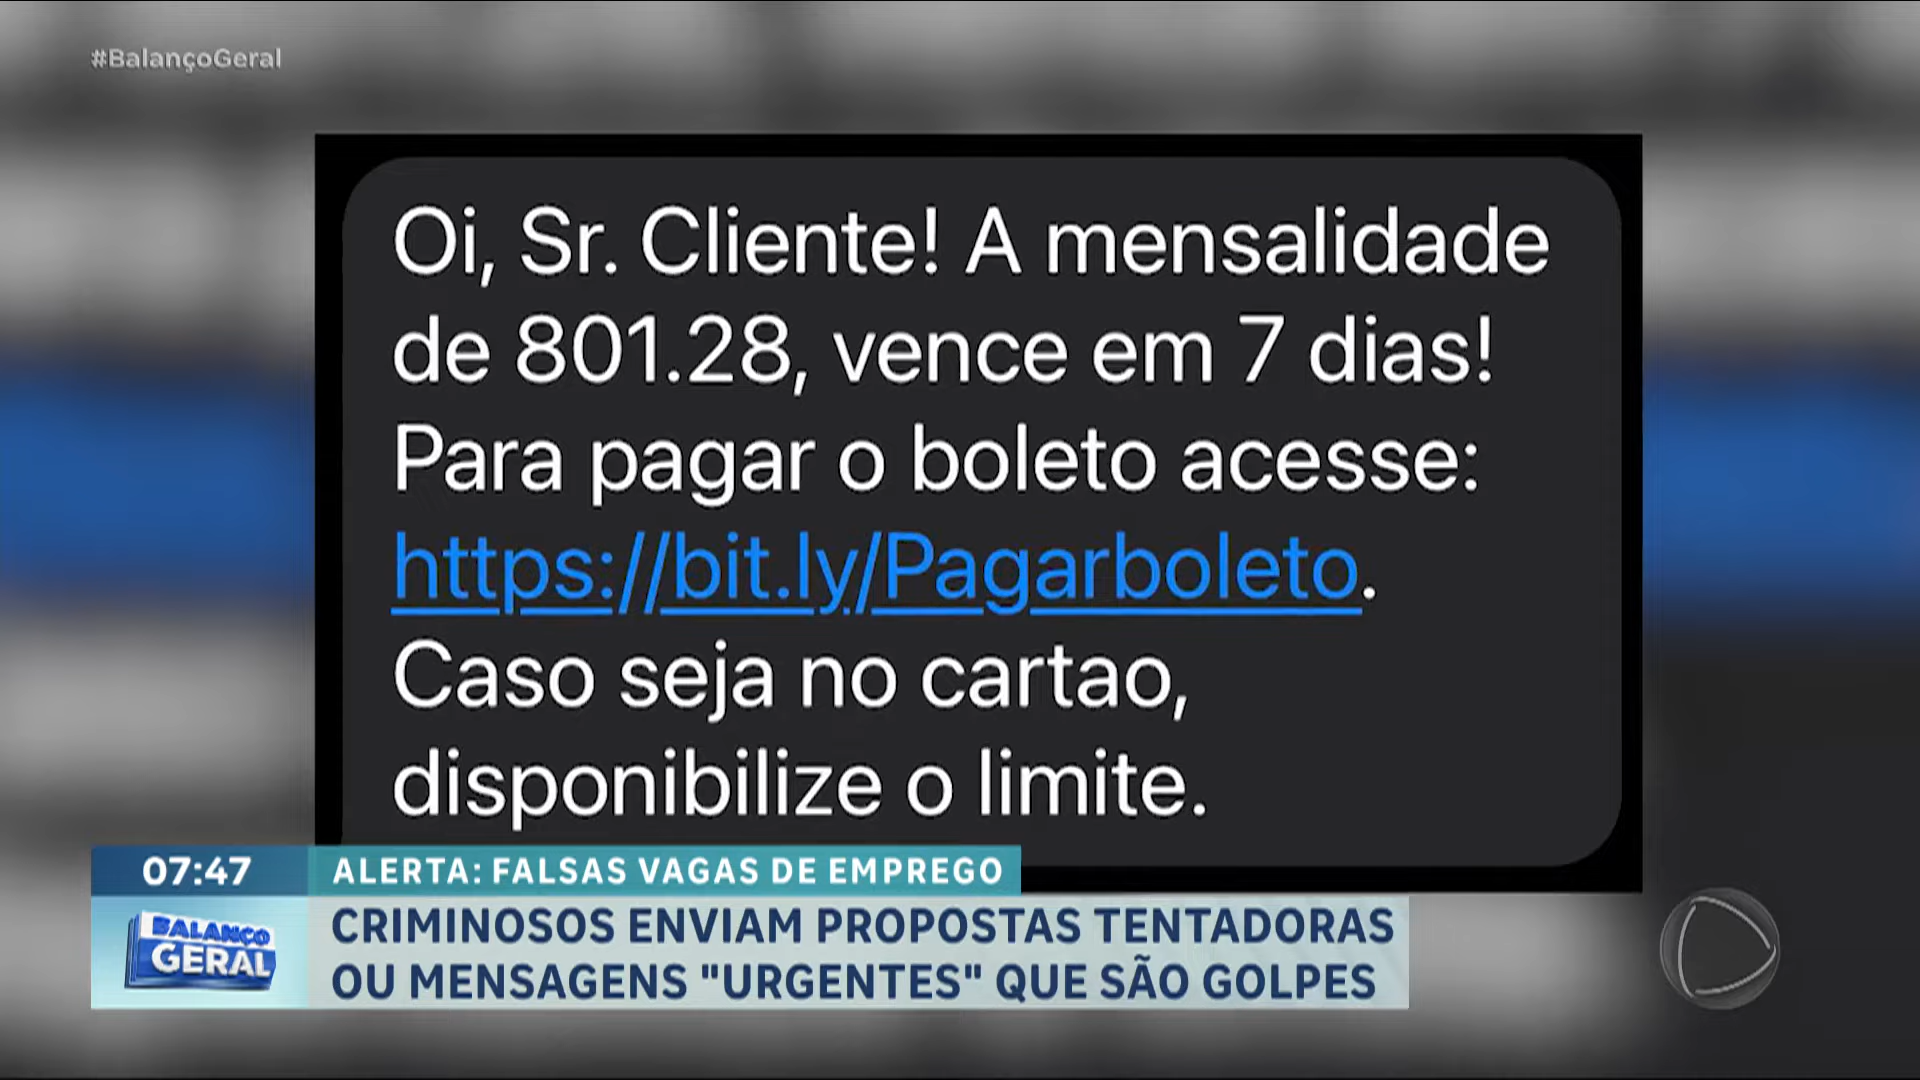 #BalançoGeral
Oi, Sr. Cliente! A mensalidade
de 801.28, vence em 7 dias!
Para pagar o boleto acesse:
https://bit.ly/Pagarboleto.
Caso seja no cartao,
disponibilize o limite.
07:47
ALERTA: FALSAS VAGAS DE EMPREGO
BALANÇO
GERAL
CRIMINOSOS ENVIAM PROPOSTAS TENTADORAS
OU MENSAGENS "URGENTES" QUE SÃO GOLPES